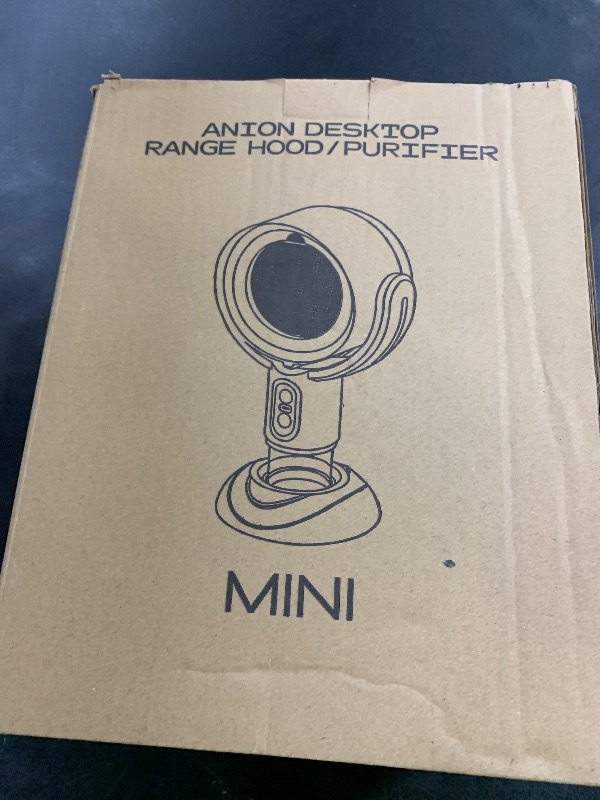 ANION DESKTOP
RANGE HOOD/PURIFIER
MINI